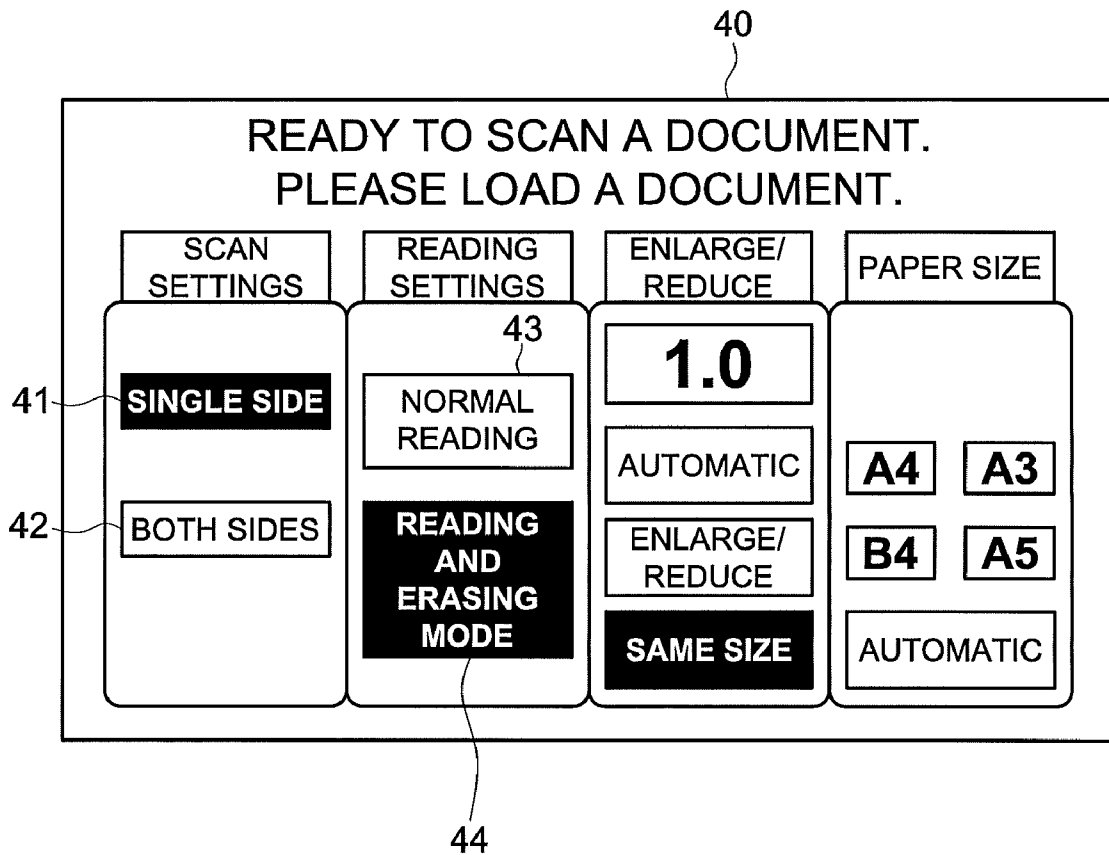 40
READY TO SCAN A DOCUMENT.
PLEASE LOAD A DOCUMENT.
SCAN
SETTINGS
41
SINGLE SIDE
42
BOTH SIDES
READING
SETTINGS
43
NORMAL
READING
READING
AND
ERASING
MODE
44
ENLARGE/
REDUCE
1.0
AUTOMATIC
ENLARGE/
REDUCE
SAME SIZE
PAPER SIZE
A4 A3
B4 A5
AUTOMATIC